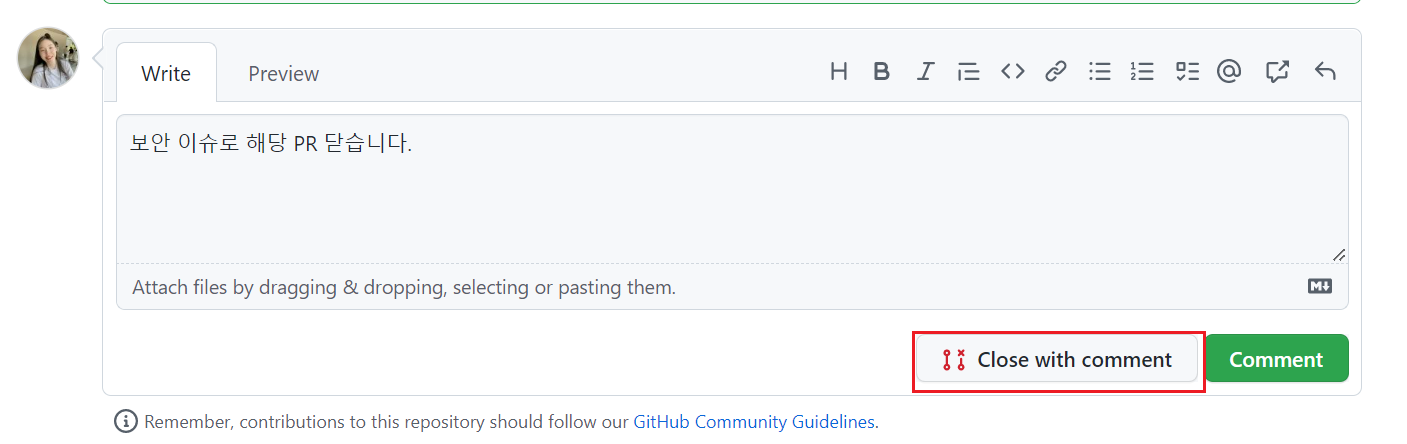 Write Preview
보안 이슈로 해당 PR 닫습니다.
Attach files by dragging & dropping, selecting or pasting them.
Close with comment Comment
Remember, contributions to this repository should follow our GitHub Community Guidelines.